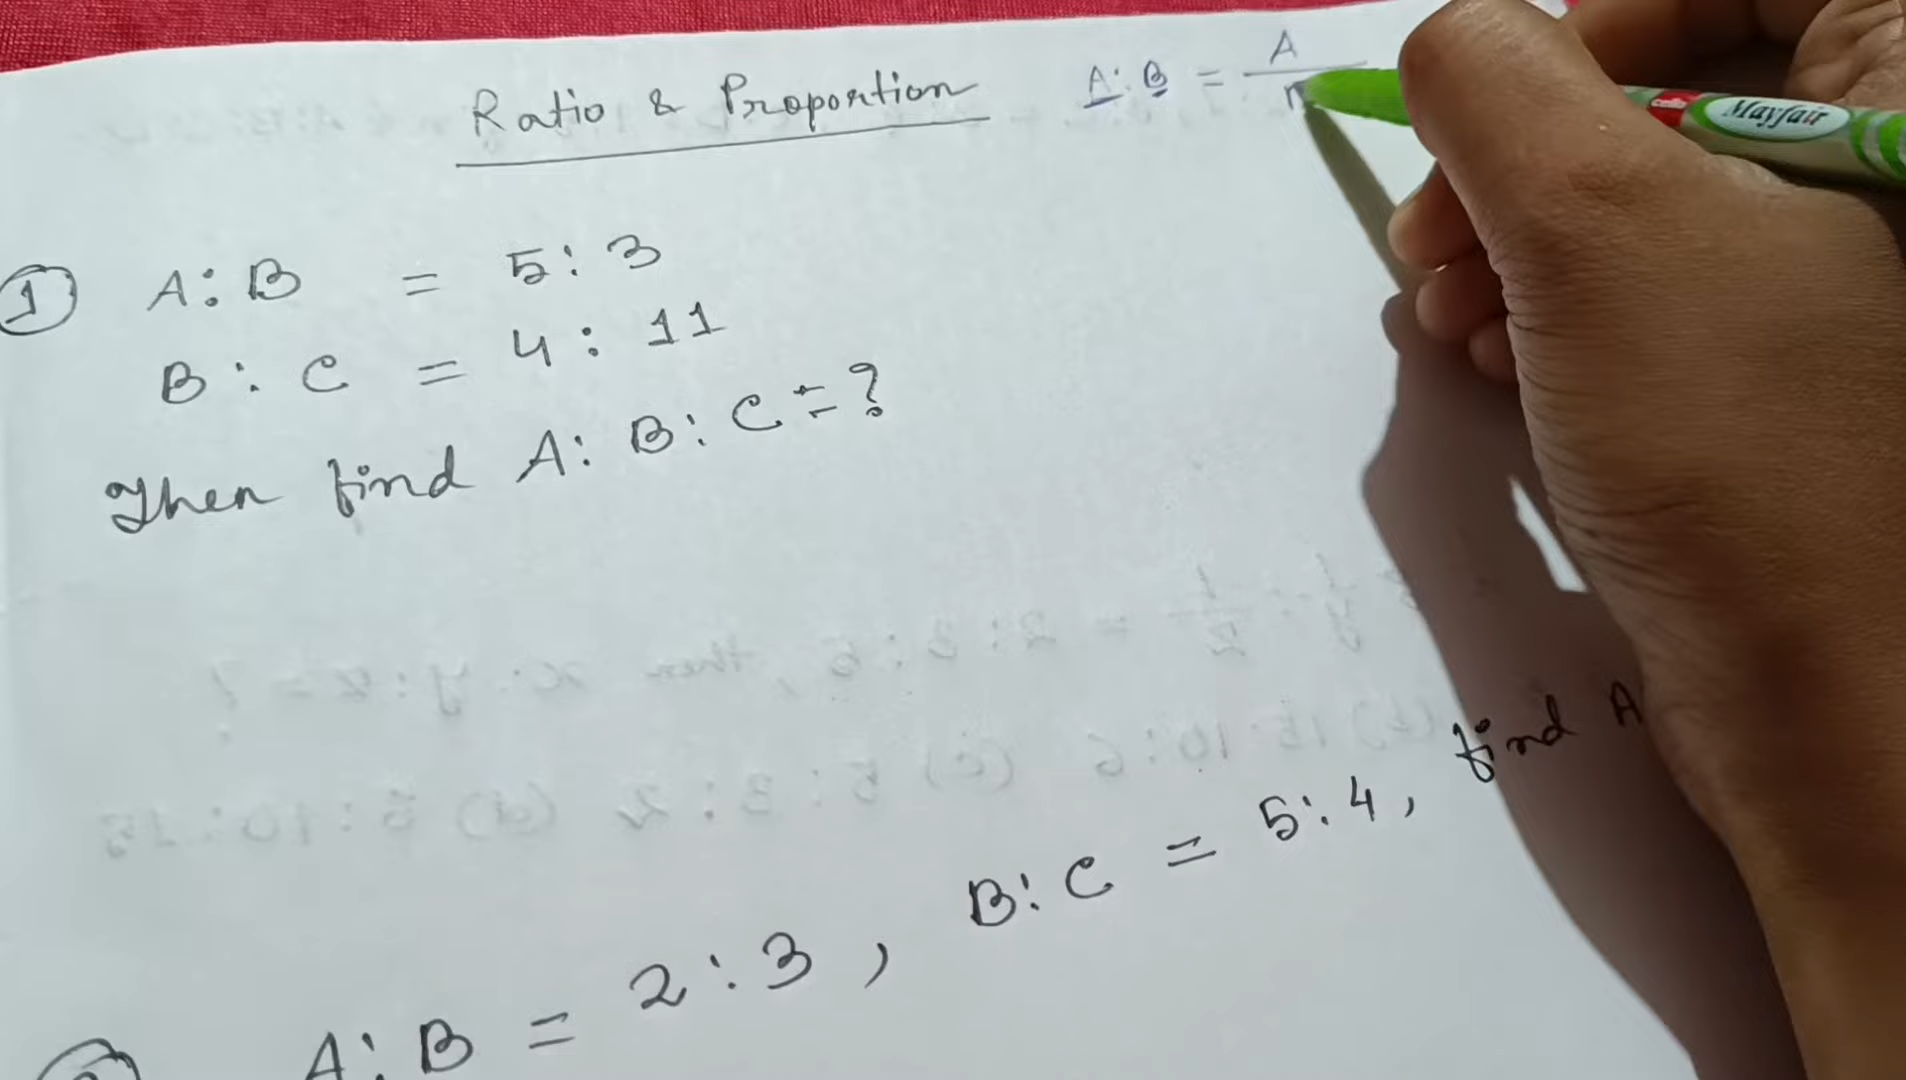 Ratio & Proportion
A:B = A
① A:B = 5:3
B:C = 4:11
Then find A:B:C=?
A:B = 2:3, B:C = 5:4, find A
Mayfair